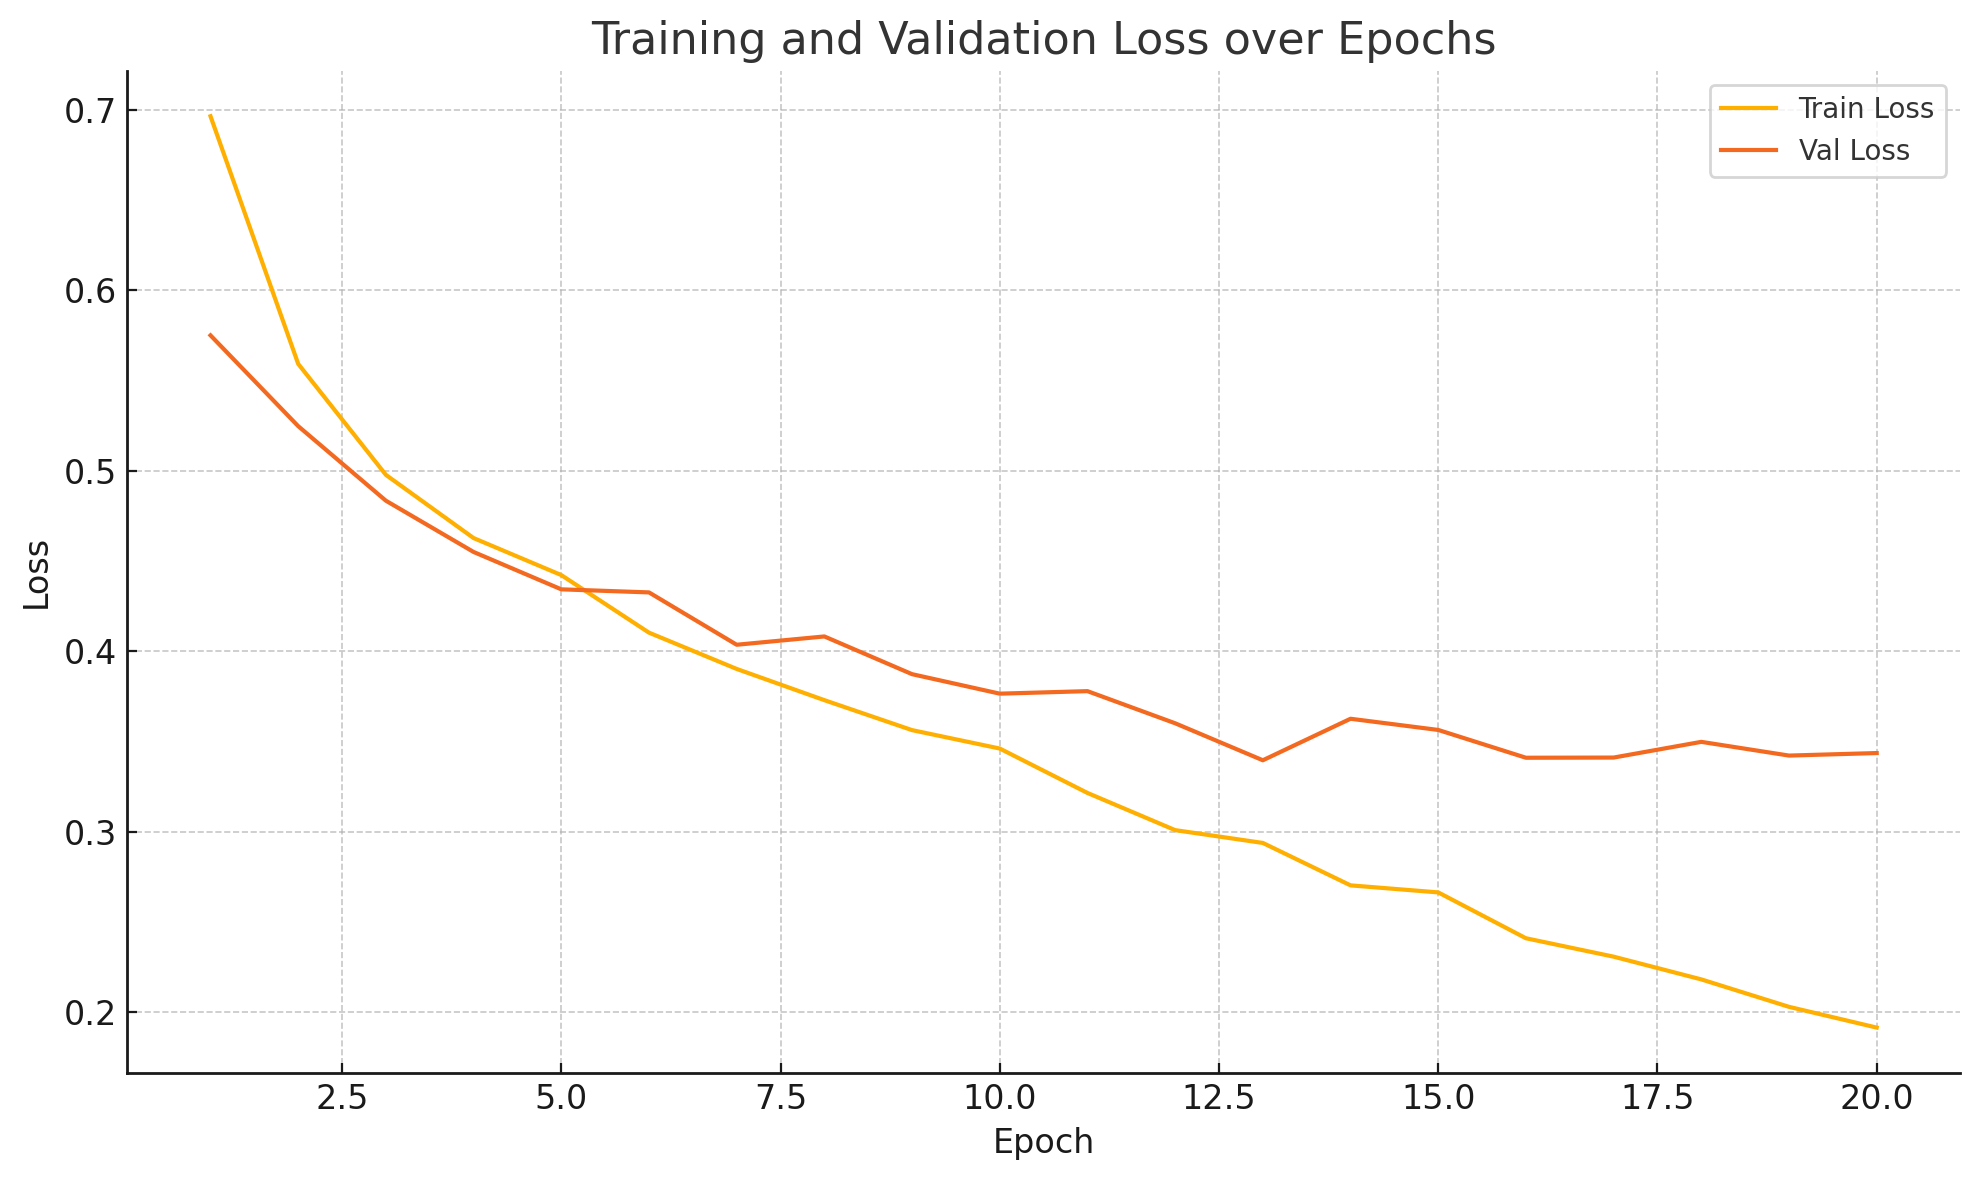 Training and Validation Loss over Epochs
Train Loss
Val Loss
0.7
0.6
0.5
0.4
0.3
0.2
Loss
2.5 5.0 7.5 10.0 12.5 15.0 17.5 20.0
Epoch